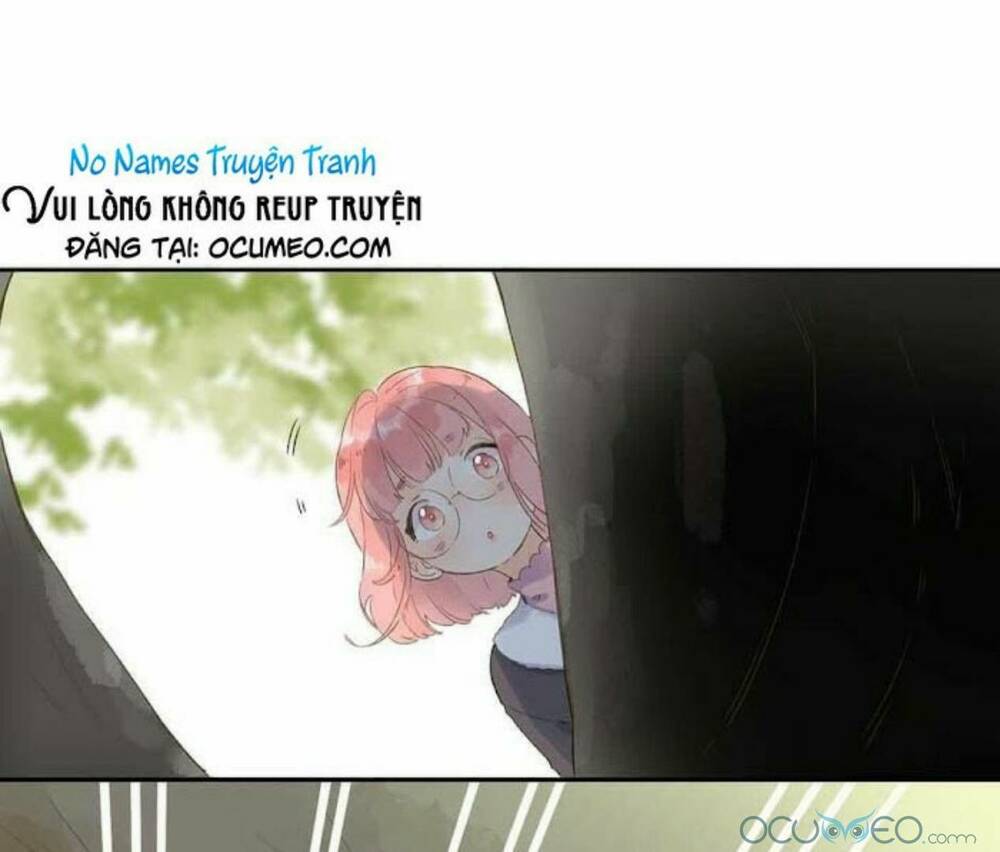 No Names Truyện Tranh
VUI LÒNG KHÔNG REUP TRUYỆN
ĐĂNG TẠI: OCUMEO.COM
OCUMEO.com